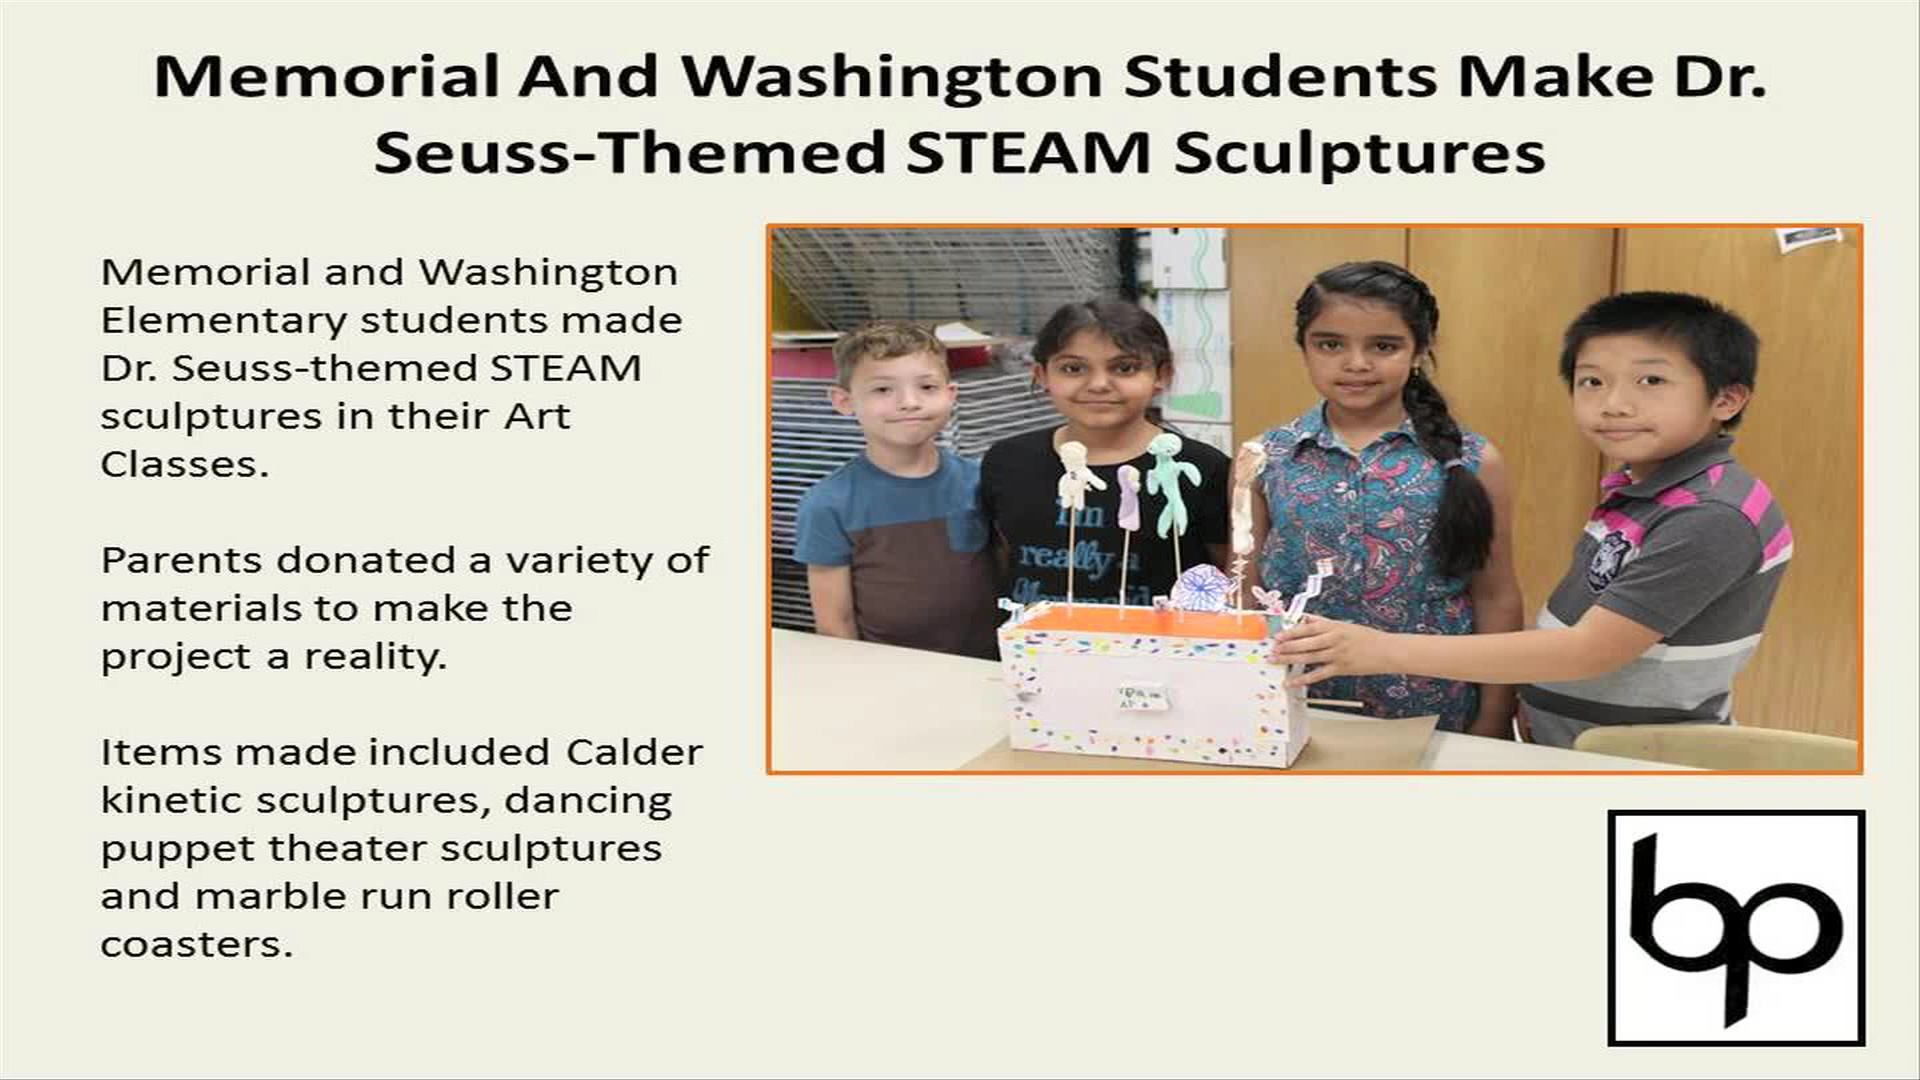 Memorial And Washington Students Make Dr.
Seuss-Themed STEAM Sculptures
Memorial and Washington
Elementary students made
Dr. Seuss-themed STEAM
sculptures in their Art
Classes.
Parents donated a variety of
materials to make the
project a reality.
Items made included Calder
kinetic sculptures, dancing
puppet theater sculptures
and marble run roller
coasters.
I'm
really a
bp